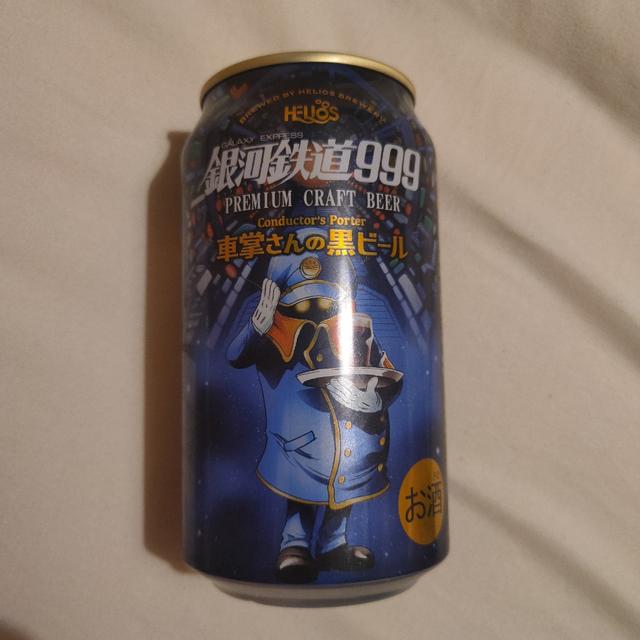 BREWED BY HELIOS BREWERY
HELIOS
GALAXY EXPRESS
銀河鉄道999
PREMIUM CRAFT BEER
Conductor's Porter
車掌さんの黒ビール
お酒